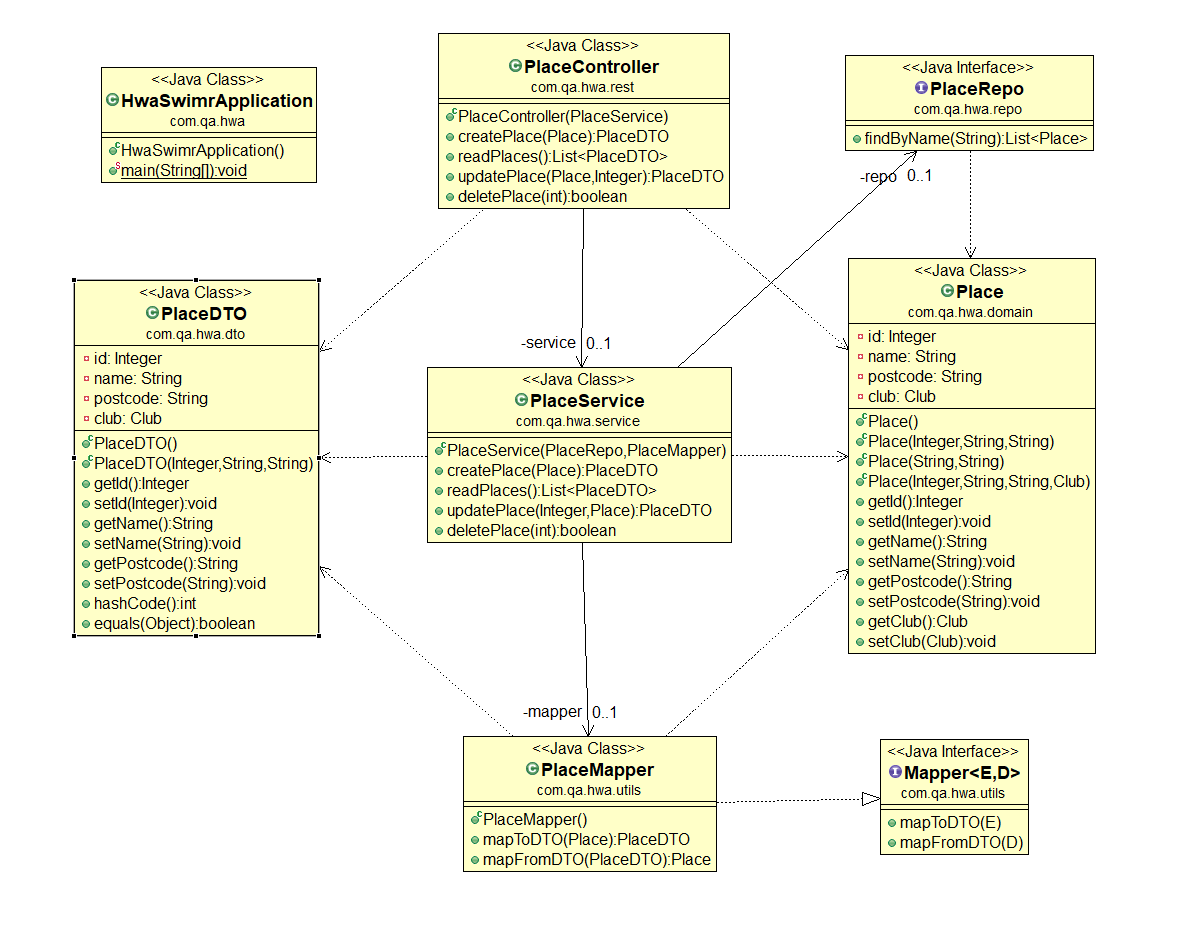 <<Java Class>>
HwaSwimrApplication
com.qa.hwa
HwaSwimrApplication()
main(String[]):void
<<Java Class>>
PlaceController
com.qa.hwa.rest
PlaceController(PlaceService)
createPlace(Place):PlaceDTO
readPlaces():List<PlaceDTO>
updatePlace(Place,Integer):PlaceDTO
deletePlace(int):boolean
<<Java Interface>>
PlaceRepo
com.qa.hwa.repo
findByName(String):List<Place>
-repo 0..1
<<Java Class>>
PlaceDTO
com.qa.hwa.dto
id: Integer
name: String
postcode: String
club: Club
PlaceDTO()
PlaceDTO(Integer,String,String)
getId():Integer
setId(Integer):void
getName():String
setName(String):void
getPostcode():String
setPostcode(String):void
hashCode():int
equals(Object):boolean
-service 0..1
<<Java Class>>
PlaceService
com.qa.hwa.service
PlaceService(PlaceRepo,PlaceMapper)
createPlace(Place):PlaceDTO
readPlaces():List<PlaceDTO>
updatePlace(Integer,Place):PlaceDTO
deletePlace(int):boolean
<<Java Class>>
Place
com.qa.hwa.domain
id: Integer
name: String
postcode: String
club: Club
Place()
Place(Integer,String,String)
Place(String,String)
Place(Integer,String,String,Club)
getId():Integer
setId(Integer):void
getName():String
setName(String):void
getPostcode():String
setPostcode(String):void
getClub():Club
setClub(Club):void
-mapper 0..1
<<Java Class>>
PlaceMapper
com.qa.hwa.utils
PlaceMapper()
mapToDTO(Place):PlaceDTO
mapFromDTO(PlaceDTO):Place
<<Java Interface>>
Mapper<E,D>
com.qa.hwa.utils
mapToDTO(E)
mapFromDTO(D)